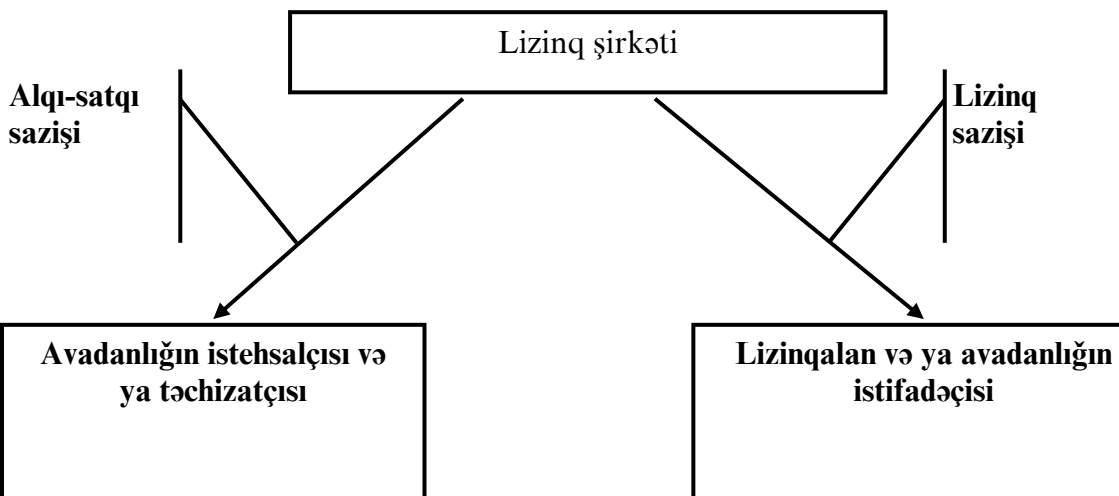 Lizinq şirkəti
Alqı-satqı
sazişi
Lizinq
sazişi
Avadanlığın istehsalçısı və
ya təchizatçısı
Lizinqalan və ya avadanlığın
istifadəçisi